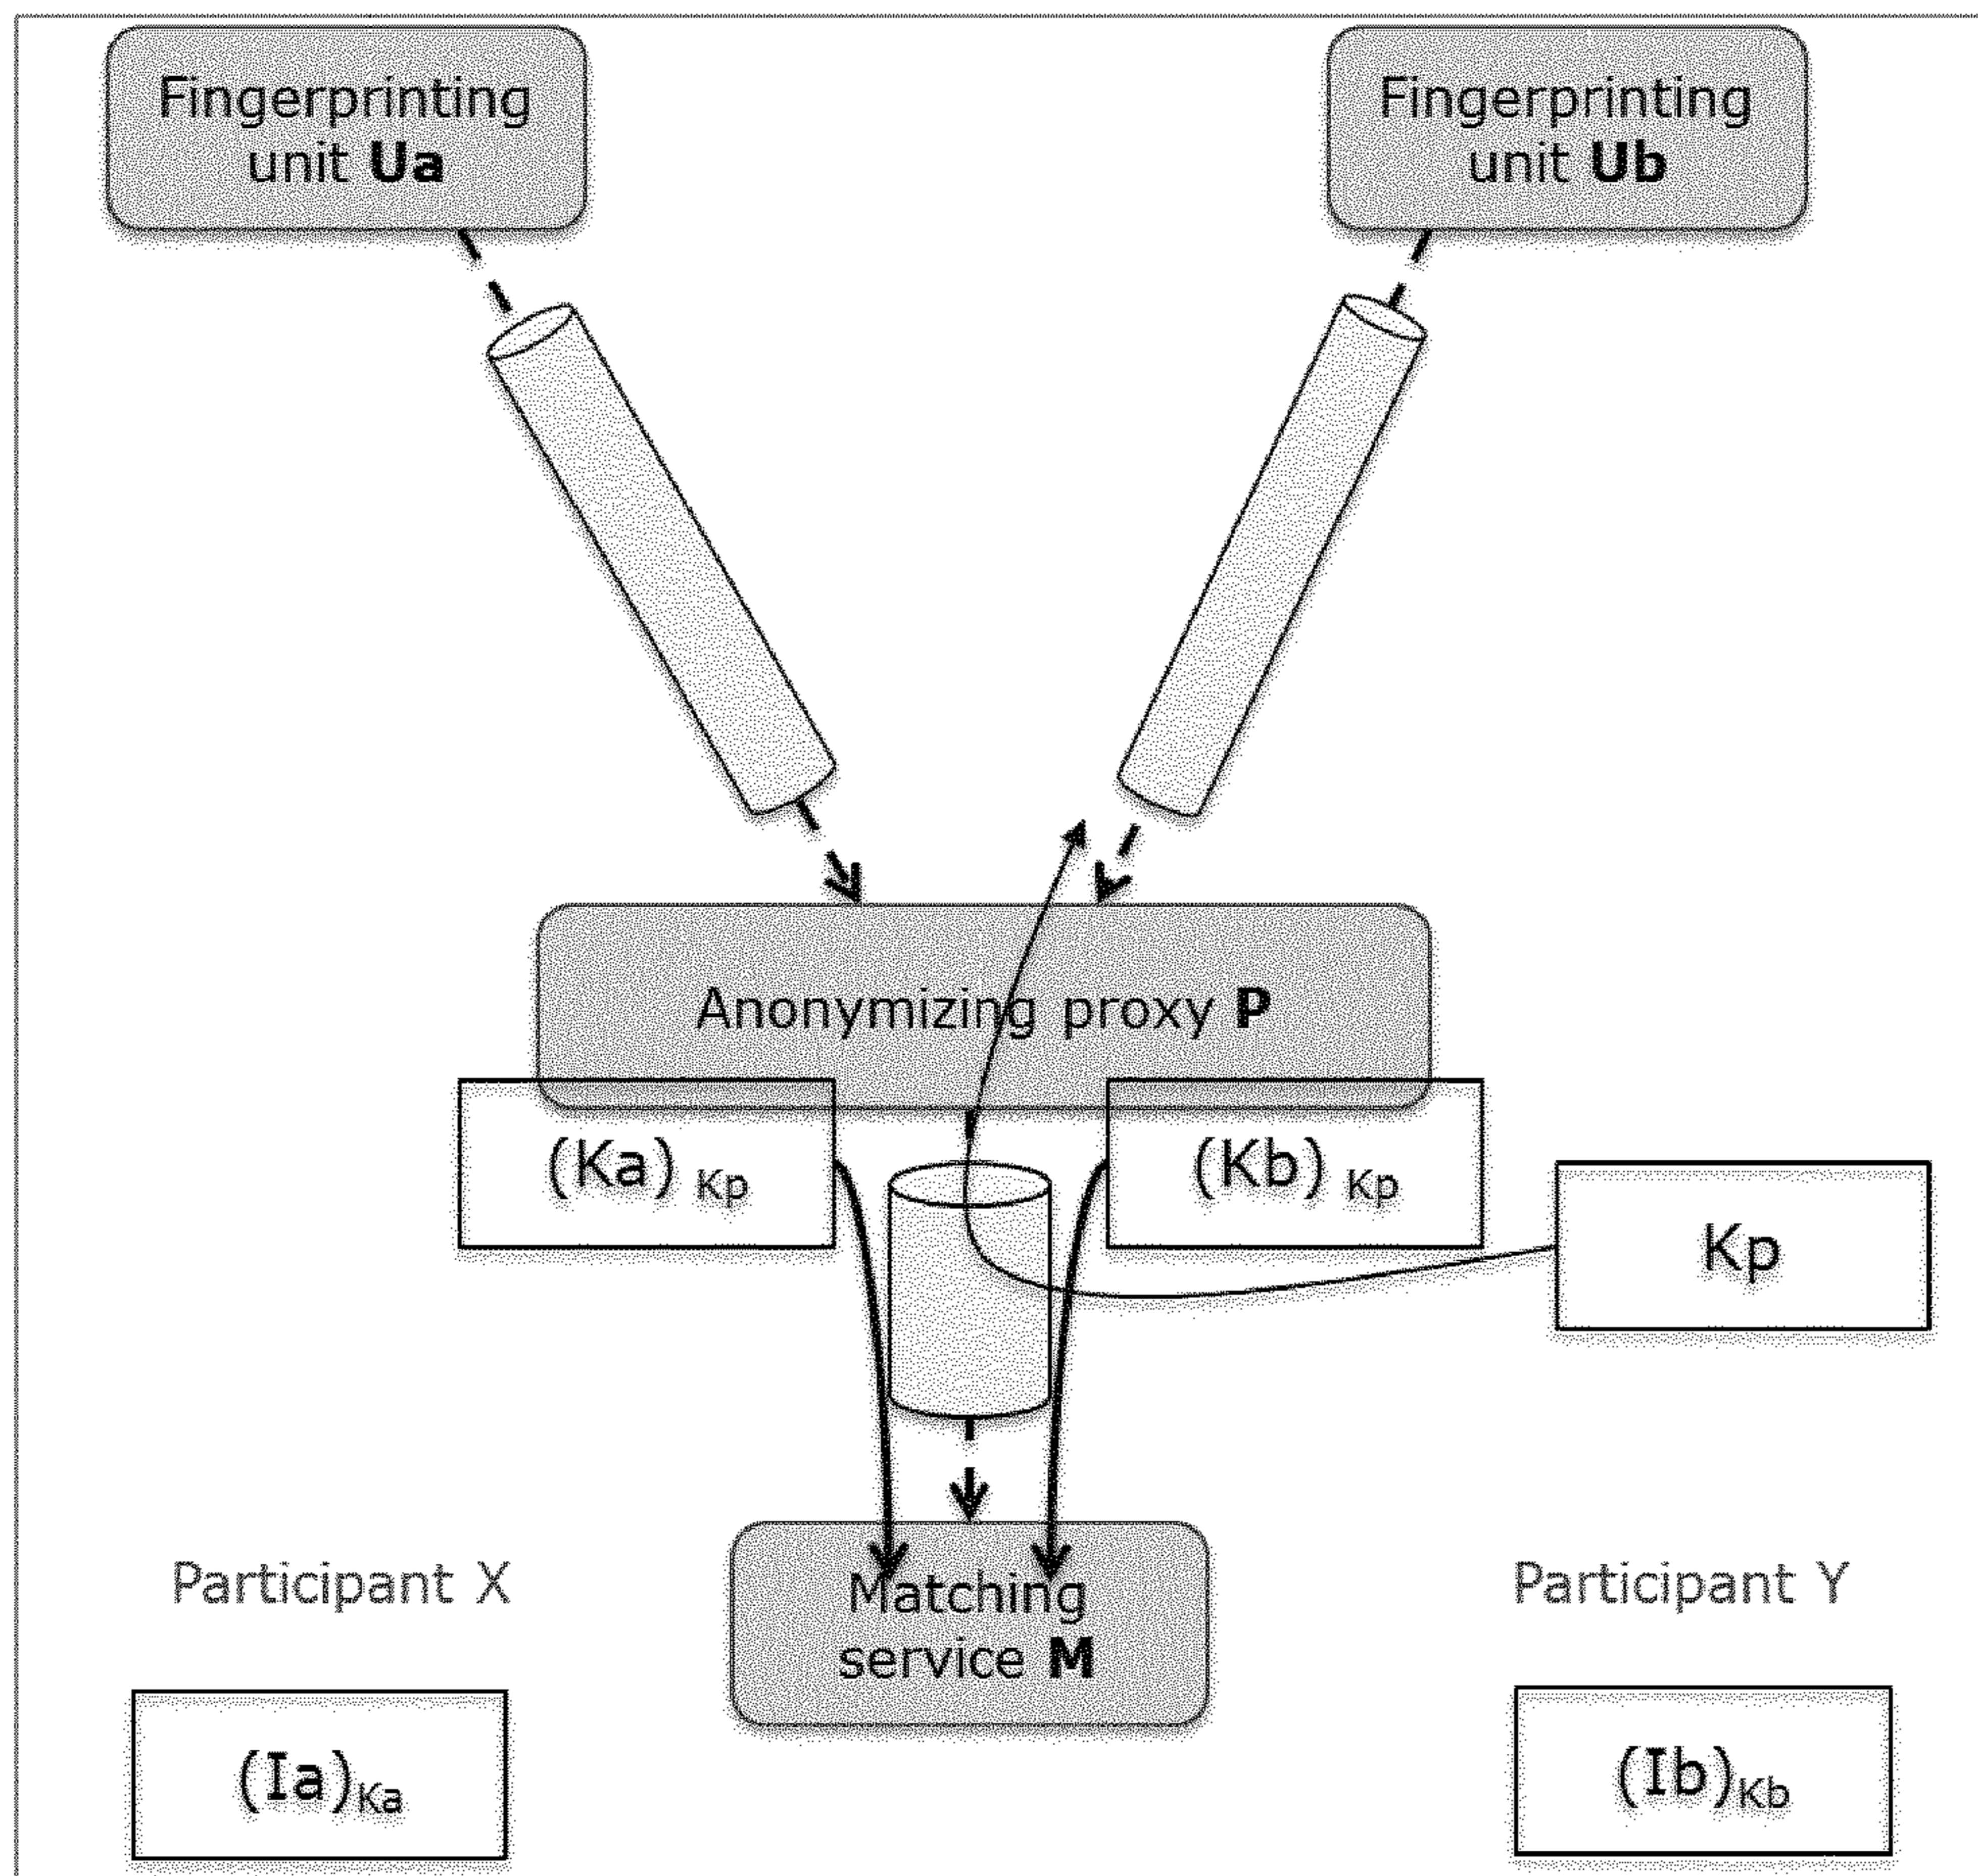 Fingerprinting
unit Ua
Fingerprinting
unit Ub
Anonymizing proxy P
(Ka) Kp
(Kb) Kp
Kp
Participant X
Matching
service M
Participant Y
(Ia)Ka
(Ib)Kb